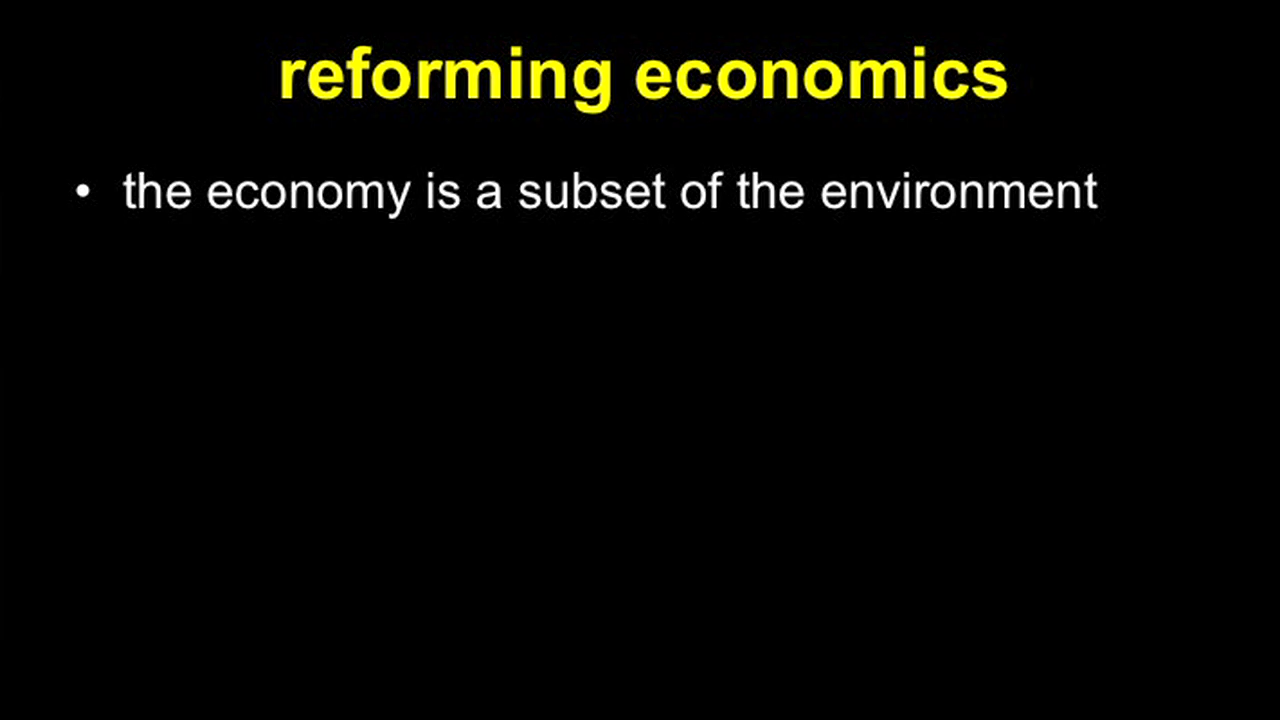 reforming economics
• the economy is a subset of the environment